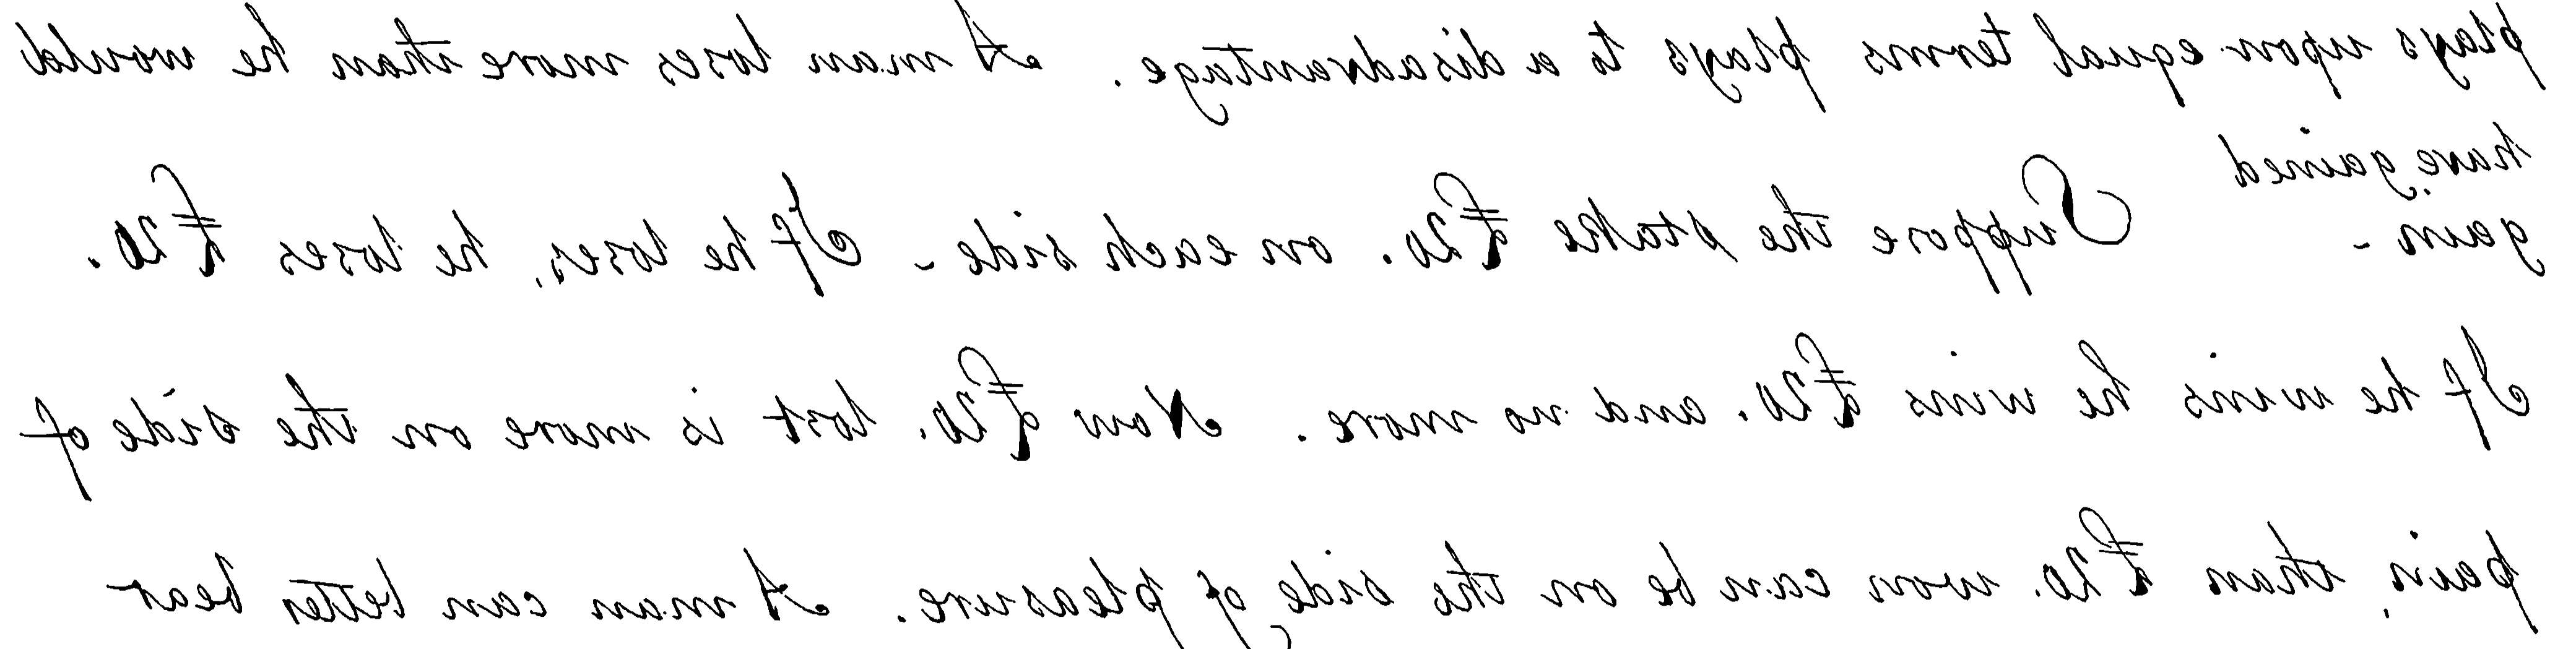 plays upon equal terms plays to a disadvantage. A man loses more than he would
have gained
gain - Suppose the stake £20. on each side - If he loses, he loses £20.
If he wins he wins £20. and no more. Now £20. lost is more on the side of
pain, than £20. won can be on the side of pleasure. A man can better bear